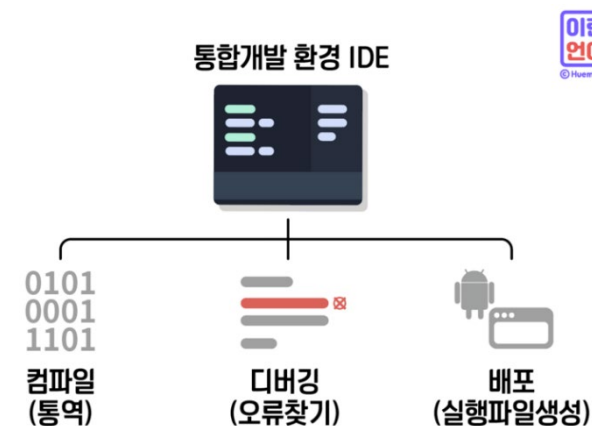 통합개발 환경 IDE
0101
0001
1101
컴파일
(통역)
디버깅
(오류찾기)
배포
(실행파일생성)